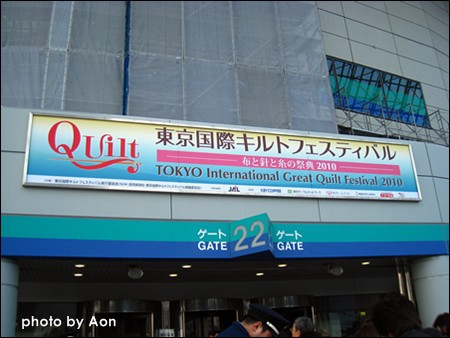 Quilt
東京国際キルトフェスティバル
布と針と糸の祭典2010
TOKYO International Great Quilt Festival 2010
JAL
ゲート
GATE
22
ゲート
GATE
photo by Aon